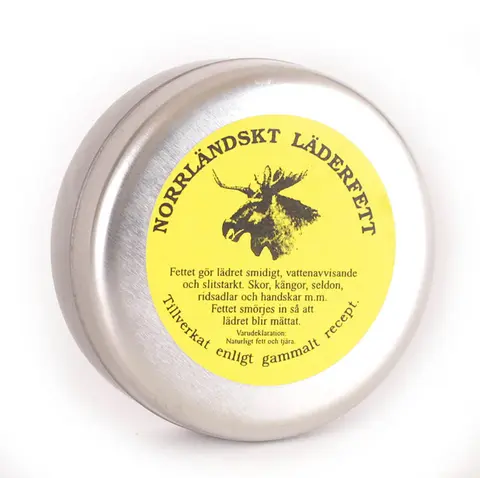 NORRLÄNDSKT LÄDERFETT
Fettet gör lädret smidigt, vattenavvisande
och slitstarkt. Skor, kängor, seldon,
ridsadlar och handskar m.m.
Fettet smörjes in så att
lädret blir mättat.
Varudeklaration:
Naturligt fett och tjära.
Tillverkat enligt gammalt recept.